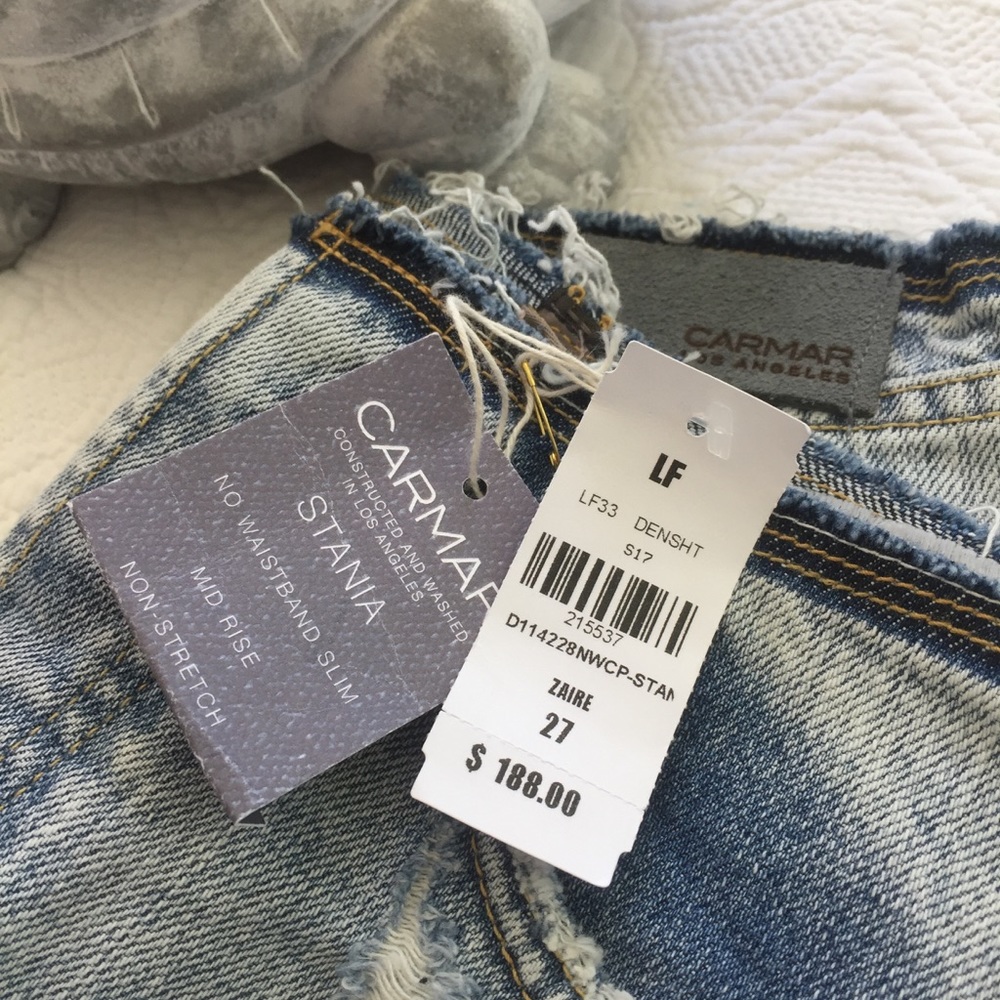 CARMAR
LOS ANGELES
CARMAR
CONSTRUCTED AND WASHED
IN LOS ANGELES
STANIA
NO WAISTBAND SLIM
MID RISE
NON-STRETCH
LF
LF33 DENSHT
S17
215537
D114228NWCP-STAN
ZAIRE
27
$ 188.00